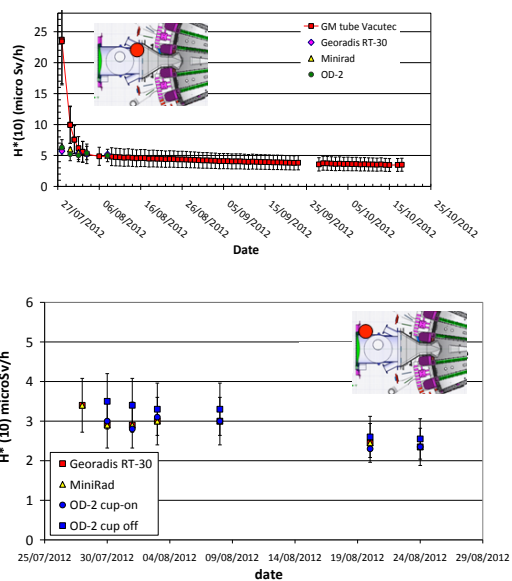 25
20
15
10
5
0
H*(10) (micro Sv/h)
GM tube Vacutec
Georadis RT-30
Minirad
OD-2
27/07/2012
06/08/2012
16/08/2012
26/08/2012
05/09/2012
15/09/2012
25/09/2012
05/10/2012
15/10/2012
25/10/2012
Date
6
5
4
3
2
1
0
H* (10) microSv/h
Georadis RT-30
MiniRad
OD-2 cup-on
OD-2 cup off
25/07/2012 30/07/2012 04/08/2012 09/08/2012 14/08/2012 19/08/2012 24/08/2012 29/08/2012
date